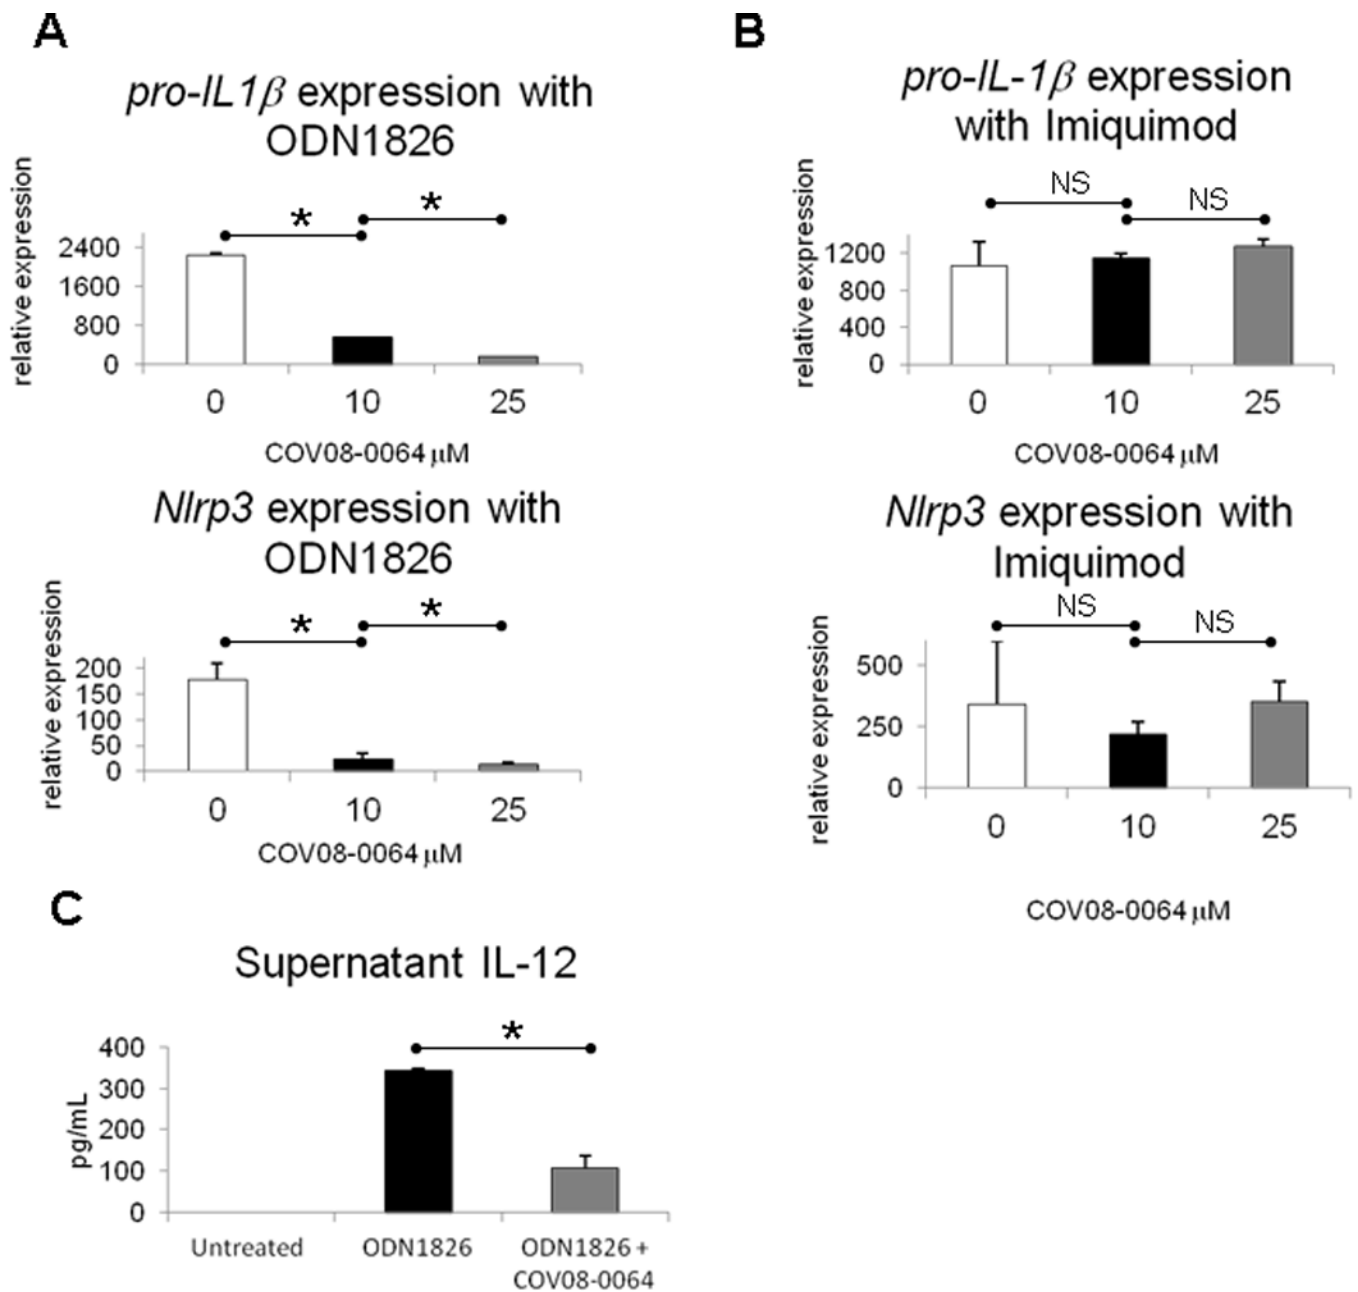 A
pro-IL1β expression with
ODN1826
relative expression
* *
2400
1600
800
0
0 10 25
COV08-0064 μM
Nlrp3 expression with
ODN1826
relative expression
* *
200
150
100
50
0
0 10 25
COV08-0064 μM
B
pro-IL-1β expression
with Imiquimod
relative expression
NS NS
1200
800
400
0
0 10 25
COV08-0064 μM
Nlrp3 expression with
Imiquimod
relative expression
NS NS
500
250
0
0 10 25
COV08-0064 μM
C
Supernatant IL-12
pg/mL
*
400
300
200
100
0
Untreated ODN1826 ODN1826 +
COV08-0064